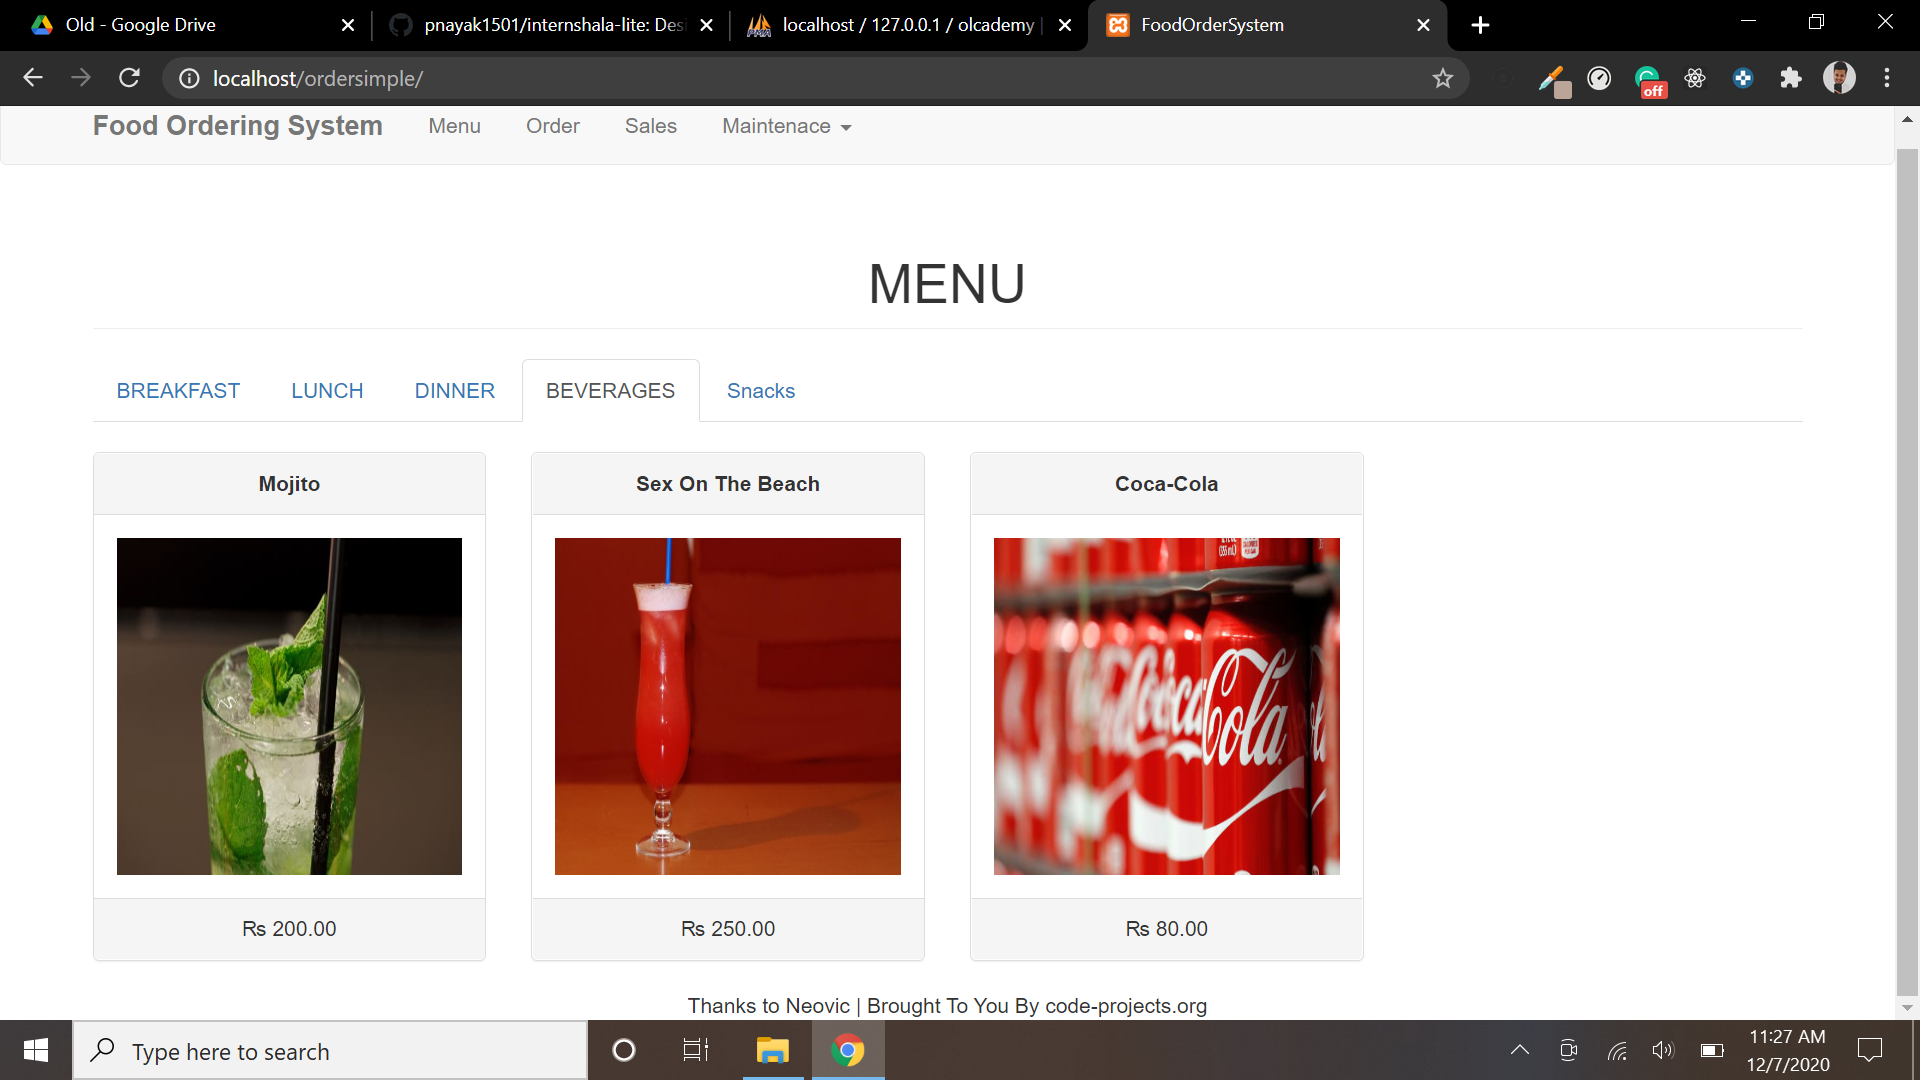 Old - Google Drive
pnayak1501/internshala-lite: Des
localhost / 127.0.0.1 / olcademy |
FoodOrderSystem
localhost/ordersimple/
off
Food Ordering System Menu Order Sales Maintenace
MENU
BREAKFAST LUNCH DINNER BEVERAGES Snacks
Mojito Sex On The Beach Coca-Cola
Coca-Cola
Rs 200.00 Rs 250.00 Rs 80.00
Thanks to Neovic | Brought To You By code-projects.org
Type here to search
11:27 AM
12/7/2020